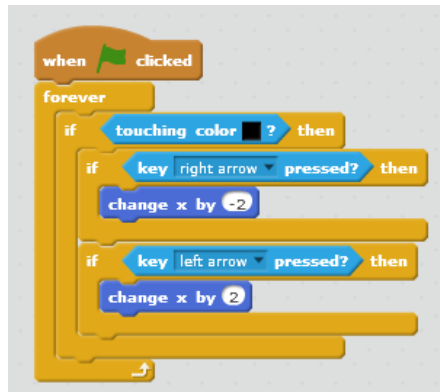 when clicked
forever
if touching color ? then
if key right arrow pressed? then
change x by -2
if key left arrow pressed? then
change x by 2